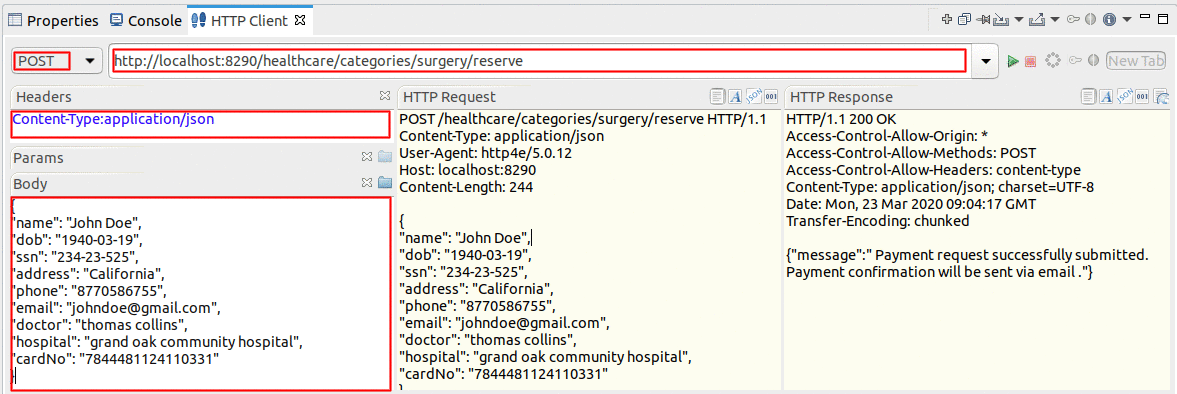 Properties Console HTTP Client
POST
http://localhost:8290/healthcare/categories/surgery/reserve
New Tab
Headers
Content-Type:application/json
Params
Body
{
"name": "John Doe",
"dob": "1940-03-19",
"ssn": "234-23-525",
"address": "California",
"phone": "8770586755",
"email": "johndoe@gmail.com",
"doctor": "thomas collins",
"hospital": "grand oak community hospital",
"cardNo": "7844481124110331"
}
HTTP Request
POST /healthcare/categories/surgery/reserve HTTP/1.1
Content-Type: application/json
User-Agent: http4e/5.0.12
Host: localhost:8290
Content-Length: 244
{
"name": "John Doe",
"dob": "1940-03-19",
"ssn": "234-23-525",
"address": "California",
"phone": "8770586755",
"email": "johndoe@gmail.com",
"doctor": "thomas collins",
"hospital": "grand oak community hospital",
"cardNo": "7844481124110331"
}
HTTP Response
HTTP/1.1 200 OK
Access-Control-Allow-Origin: *
Access-Control-Allow-Methods: POST
Access-Control-Allow-Headers: content-type
Content-Type: application/json; charset=UTF-8
Date: Mon, 23 Mar 2020 09:04:17 GMT
Transfer-Encoding: chunked
{"message":" Payment request successfully submitted.
Payment confirmation will be sent via email ."}